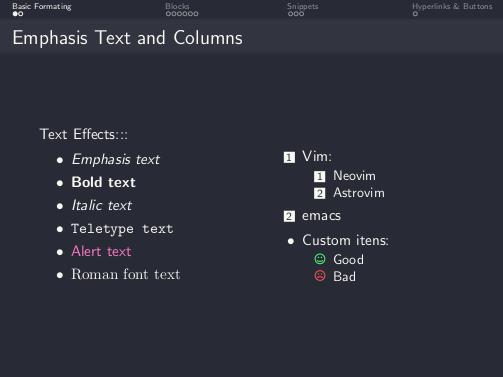 Basic Formating Blocks Snippets Hyperlinks & Buttons
Emphasis Text and Columns
Text Effects:::
Emphasis text
Bold text
Italic text
Teletype text
Alert text
Roman font text
1 Vim:
1 Neovim
2 Astrovim
2 emacs
Custom itens:
Good
Bad